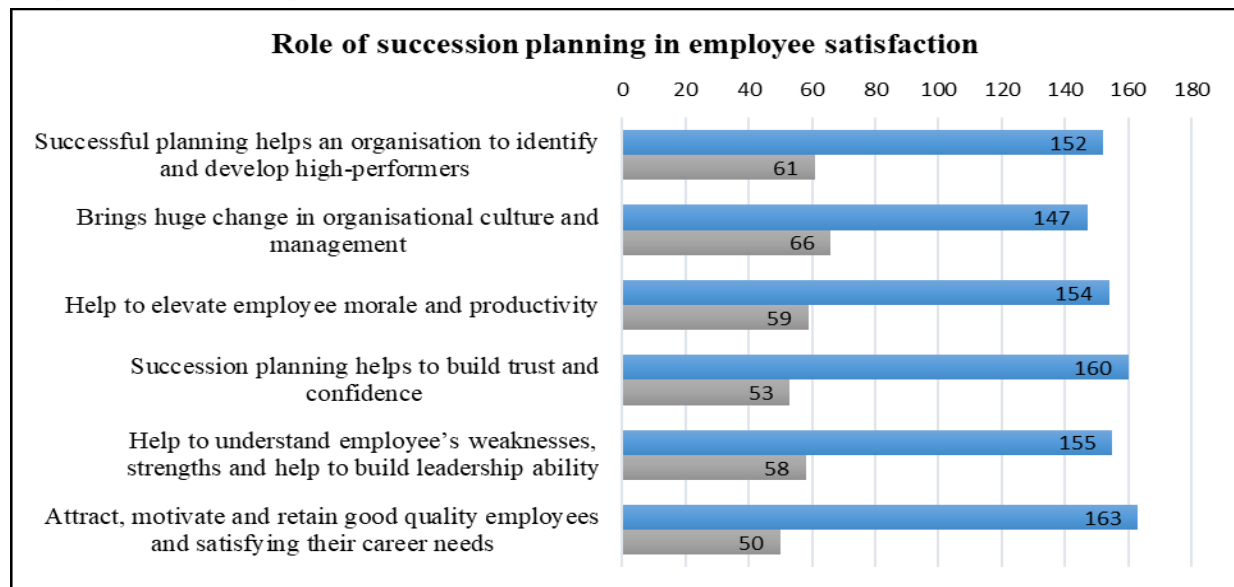 Role of succession planning in employee satisfaction
0 20 40 60 80 100 120 140 160 180
Successful planning helps an organisation to identify
and develop high-performers
152
61
Brings huge change in organisational culture and
management
147
66
Help to elevate employee morale and productivity
154
59
Succession planning helps to build trust and
confidence
160
53
Help to understand employee’s weaknesses,
strengths and help to build leadership ability
155
58
Attract, motivate and retain good quality employees
and satisfying their career needs
163
50